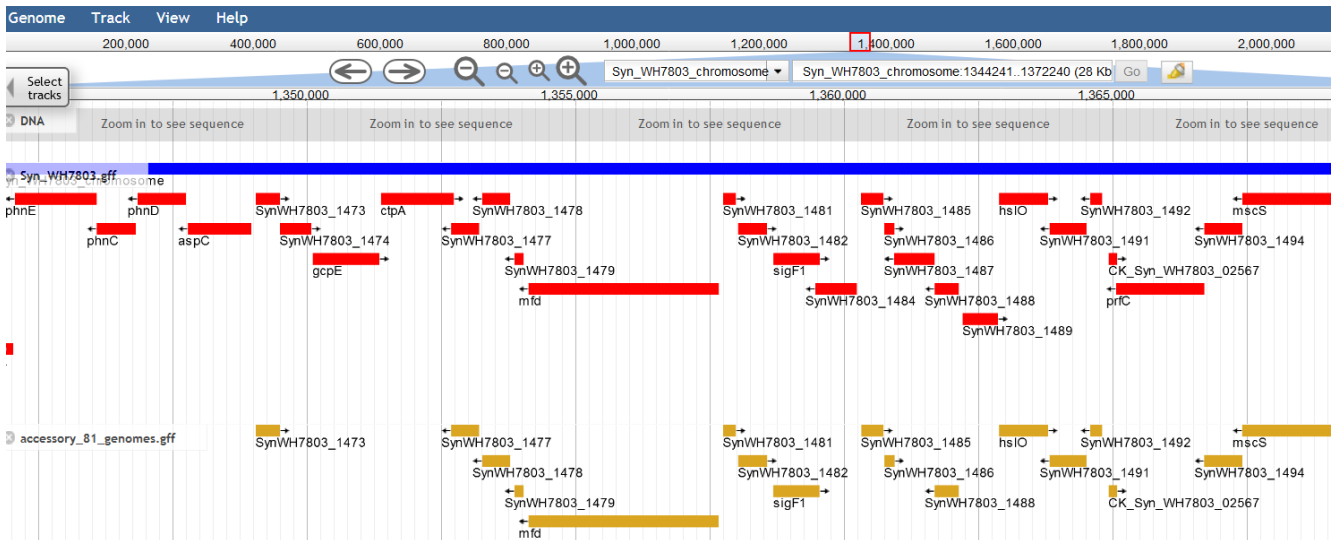 Genome Track View Help
200,000 400,000 600,000 800,000 1,000,000 1,200,000 1,400,000 1,600,000 1,800,000 2,000,000
Select tracks
Syn_WH7803_chromosome Syn_WH7803_chromosome:1344241..1372240 (28 Kb) Go
1,350,000 1,355,000 1,360,000 1,365,000
DNA Zoom in to see sequence Zoom in to see sequence Zoom in to see sequence Zoom in to see sequence Zoom in to see sequence
Syn_WH7803.gff
yn_WH7803_chromosome
phnE phnD SynWH7803_1473 ctpA SynWH7803_1478 SynWH7803_1481 SynWH7803_1485 hslO SynWH7803_1492 mscS
phnC aspC SynWH7803_1474 SynWH7803_1477 SynWH7803_1482 SynWH7803_1486 SynWH7803_1491 SynWH7803_1494
gcpE SynWH7803_1479 sigF1 SynWH7803_1487 CK_Syn_WH7803_02567
mfd SynWH7803_1484 SynWH7803_1488 prfC
SynWH7803_1489
accessory_81_genomes.gff
SynWH7803_1473 SynWH7803_1477 SynWH7803_1481 SynWH7803_1485 hslO SynWH7803_1492 mscS
SynWH7803_1478 SynWH7803_1482 SynWH7803_1486 SynWH7803_1491 SynWH7803_1494
SynWH7803_1479 sigF1 SynWH7803_1488 CK_Syn_WH7803_02567
mfd